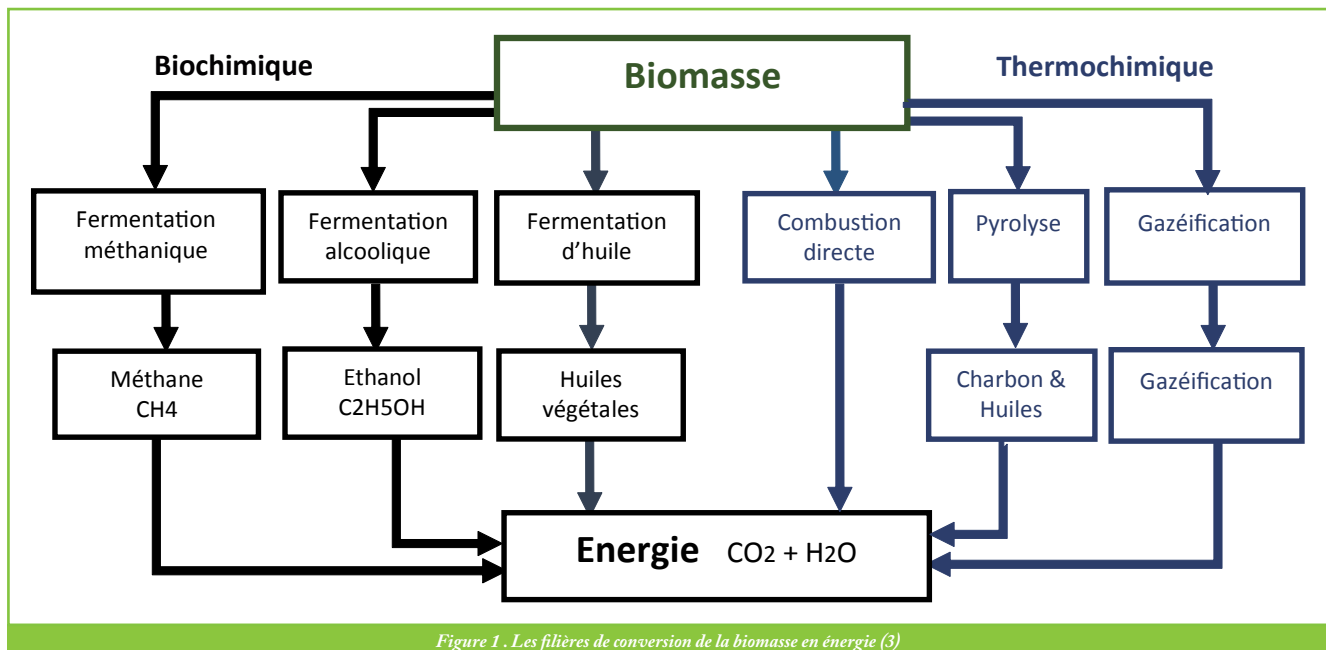 Biochimique
Biomasse
Thermochimique
Fermentation
méthanique
Fermentation
alcoolique
Fermentation
d’huile
Combustion
directe
Pyrolyse
Gazéification
Méthane
CH4
Ethanol
C2H5OH
Huiles
végétales
Charbon &
Huiles
Gazéification
Energie CO2 + H2O
Figure 1 . Les filières de conversion de la biomasse en énergie (3)